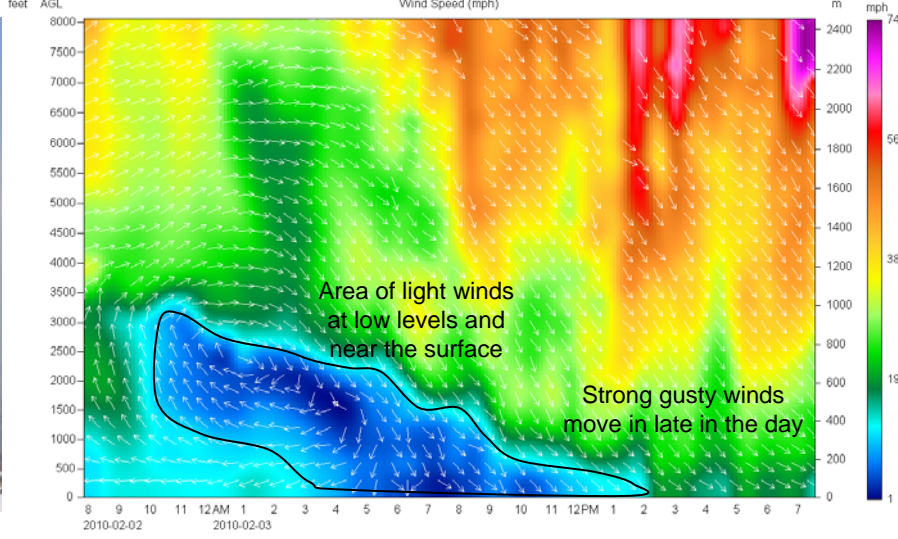 feet AGL Wind Speed (mph) m mph
8000 2400 74
7500
7000 2200
6500 2000
6000 56
5500 1800
5000 1600
4500 1400
4000 1200 38
3500 1000
Area of light winds
at low levels and
near the surface
3000
2500 800
2000 600 19
Strong gusty winds
move in late in the day
1500 400
1000 200
500
0 0 1
8 9 10 11 12AM 1 2 3 4 5 6 7 8 9 10 11 12PM 1 2 3 4 5 6 7
2010-02-02 2010-02-03